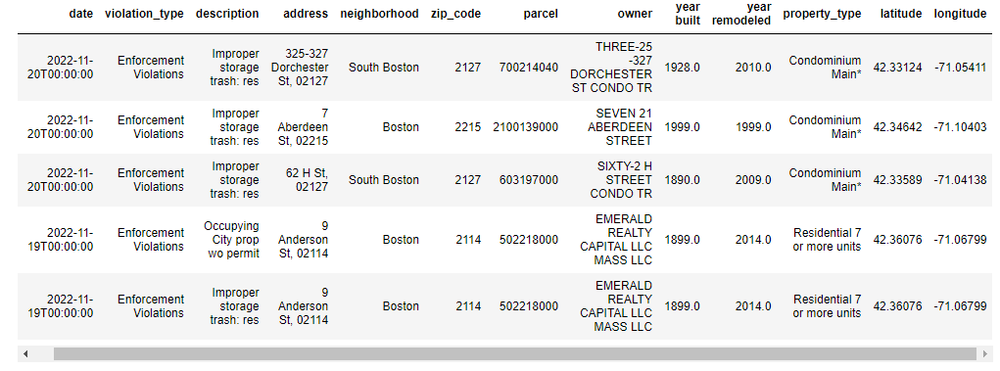 date violation_type description address neighborhood zip_code parcel owner year built year remodeled property_type latitude longitude
2022-11-20T00:00:00 Enforcement Violations Improper storage trash: res 325-327 Dorchester St, 02127 South Boston 2127 700214040 THREE-25 -327 DORCHESTER ST CONDO TR 1928.0 2010.0 Condominium Main* 42.33124 -71.05411
2022-11-20T00:00:00 Enforcement Violations Improper storage trash: res 7 Aberdeen St, 02215 Boston 2215 2100139000 SEVEN 21 ABERDEEN STREET 1999.0 1999.0 Condominium Main* 42.34642 -71.10403
2022-11-20T00:00:00 Enforcement Violations Improper storage trash: res 62 H St, 02127 South Boston 2127 603197000 SIXTY-2 H STREET CONDO TR 1890.0 2009.0 Condominium Main* 42.33589 -71.04138
2022-11-19T00:00:00 Enforcement Violations Occupying City prop wo permit 9 Anderson St, 02114 Boston 2114 502218000 EMERALD REALTY CAPITAL LLC MASS LLC 1899.0 2014.0 Residential 7 or more units 42.36076 -71.06799
2022-11-19T00:00:00 Enforcement Violations Improper storage trash: res 9 Anderson St, 02114 Boston 2114 502218000 EMERALD REALTY CAPITAL LLC MASS LLC 1899.0 2014.0 Residential 7 or more units 42.36076 -71.06799